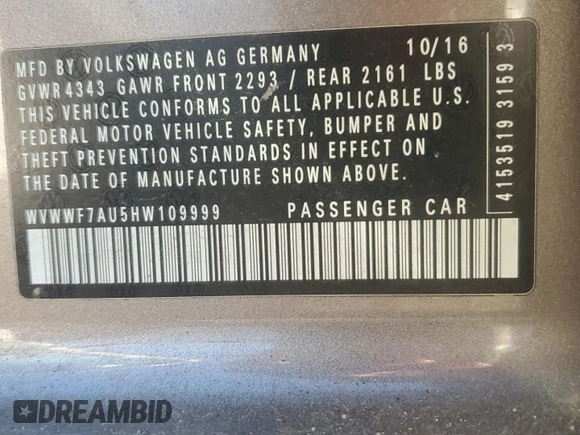 MFD BY VOLKSWAGEN AG GERMANY 10/16
GVWR 4343 GAWR FRONT 2293 / REAR 2161 LBS
THIS VEHICLE CONFORMS TO ALL APPLICABLE U.S.
FEDERAL MOTOR VEHICLE SAFETY, BUMPER AND
THEFT PREVENTION STANDARDS IN EFFECT ON
THE DATE OF MANUFACTURE SHOWN ABOVE.
WVWWF7AU5HW109999 PASSENGER CAR
4153519 3159 3
DREAMBID